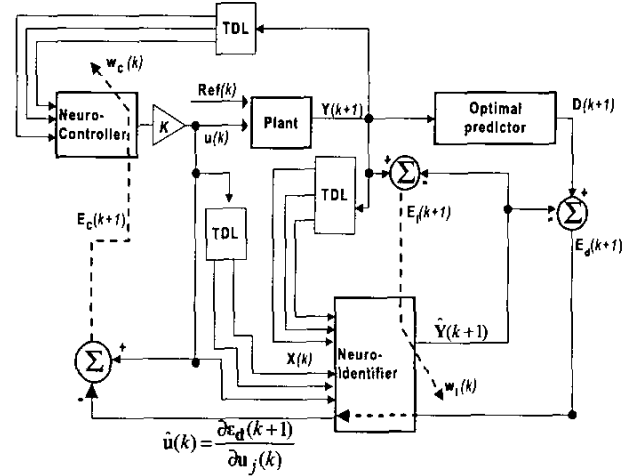 TDL
w_C(k)
Neuro-
Controller
K
Ref(k)
u(k)
Plant
Y(k+1)
Optimal
predictor
D(k+1)
TDL
TDL
+
-
Σ
E_I(k+1)
+
-
Σ
E_d(k+1)
E_C(k+1)
Σ
+
-
X(k)
Neuro-
Identifier
Ŷ(k+1)
w_I(k)
û(k) = ∂ε_d(k+1) / ∂u_j(k)